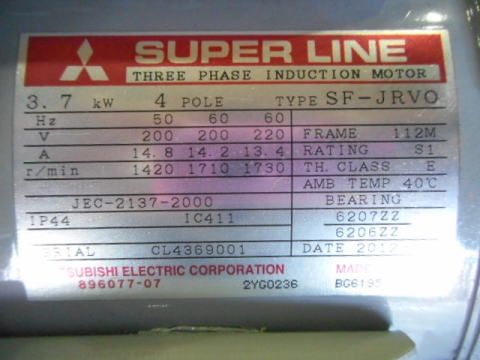 SUPER LINE
THREE PHASE INDUCTION MOTOR
3.7 kW 4 POLE TYPE SF-JRVO
Hz 50 60 60
V 200 200 220 FRAME 112M
A 14.8 14.2 13.4 RATING S1
r/min 1420 1710 1730 TH. CLASS E
AMB TEMP 40℃
JEC-2137-2000 BEARING
IP44 IC411 6207ZZ
6206ZZ
CL4369001 DATE 2012
ELECTRIC CORPORATION MADE
896077-07 2YG0236